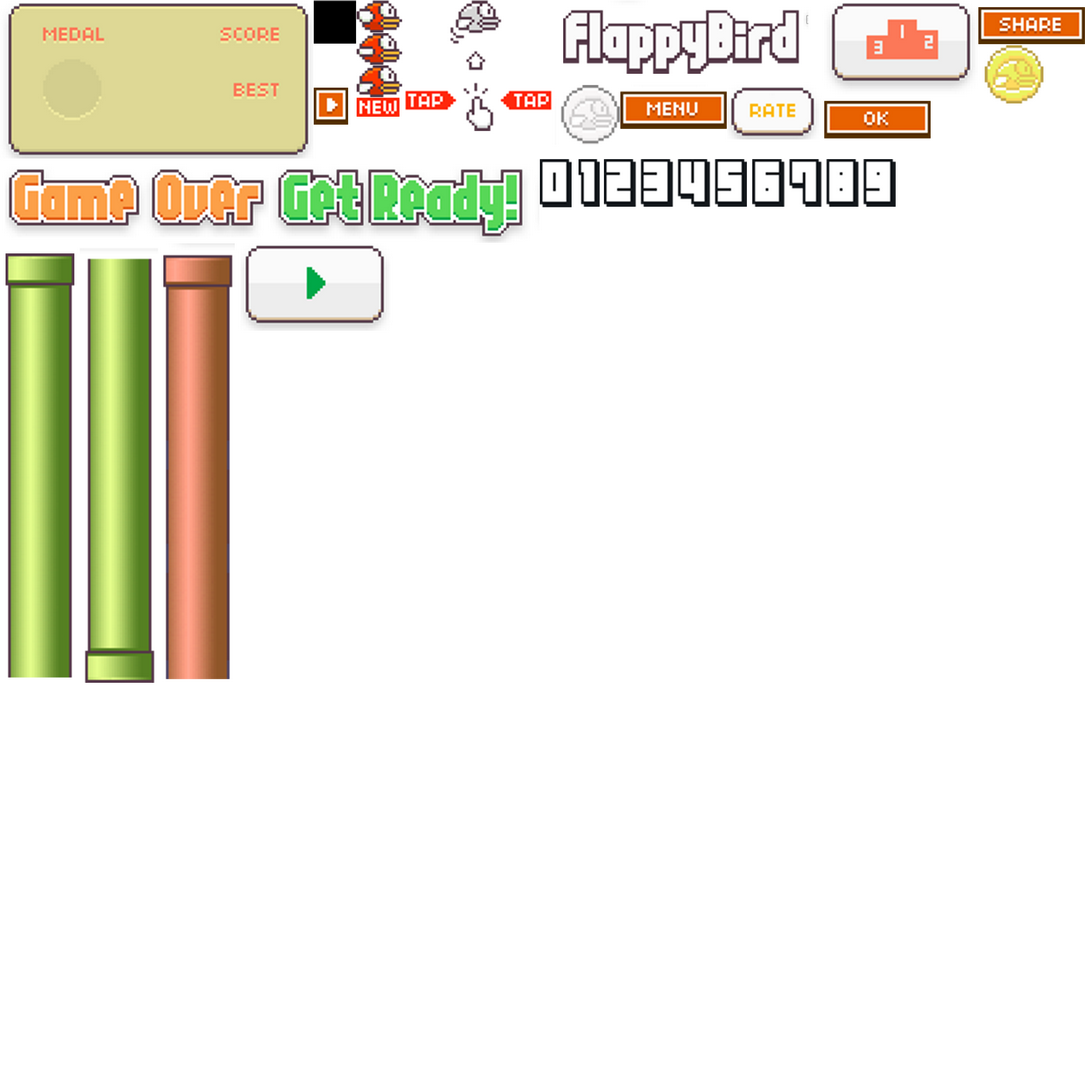 MEDAL SCORE
BEST
NEW TAP TAP
FlappyBird
1
3 2
SHARE
MENU RATE OK
Game Over Get Ready! 0123456789